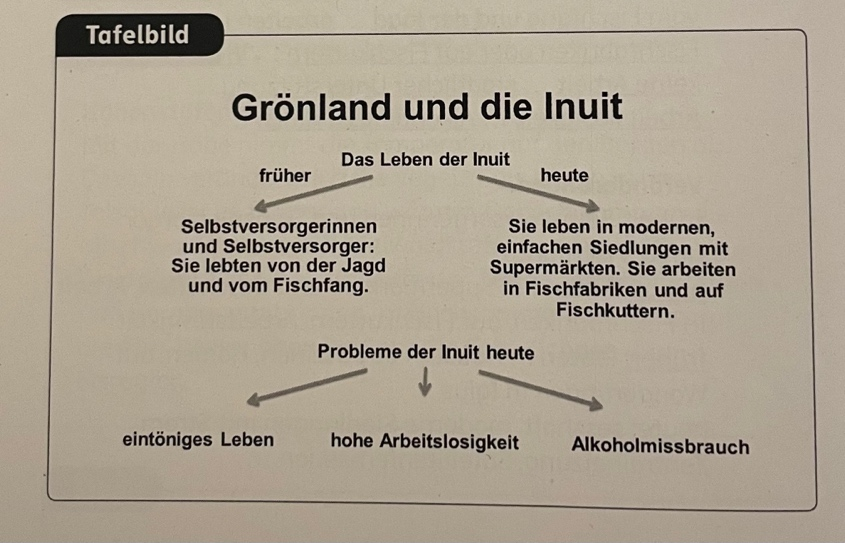 Tafelbild
Grönland und die Inuit
Das Leben der Inuit
früher
heute
Selbstversorgerinnen
und Selbstversorger:
Sie lebten von der Jagd
und vom Fischfang.
Sie leben in modernen,
einfachen Siedlungen mit
Supermärkten. Sie arbeiten
in Fischfabriken und auf
Fischkuttern.
Probleme der Inuit heute
eintöniges Leben
hohe Arbeitslosigkeit
Alkoholmissbrauch